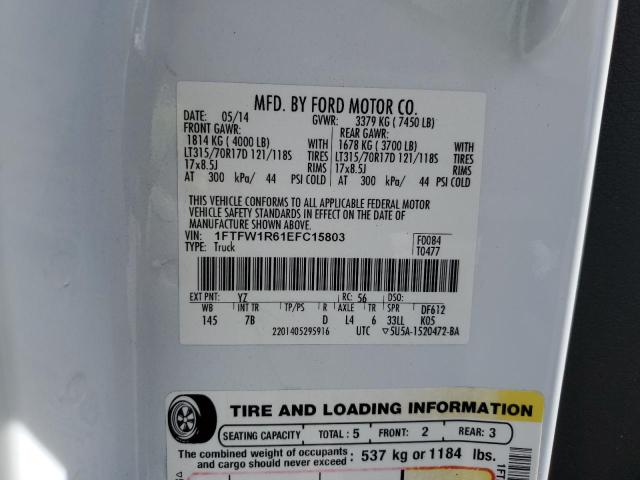 MFD. BY FORD MOTOR CO.
DATE: 05/14 GVWR: 3379 KG ( 7450 LB)
FRONT GAWR: REAR GAWR:
1814 KG ( 4000 LB) WITH 1678 KG ( 3700 LB) WITH
LT315/70R17D 121/118S TIRES LT315/70R17D 121/118S TIRES
17x8.5J RIMS 17x8.5J RIMS
AT 300 kPa/ 44 PSI COLD AT 300 kPa/ 44 PSI COLD
THIS VEHICLE CONFORMS TO ALL APPLICABLE FEDERAL MOTOR
VEHICLE SAFETY STANDARDS IN EFFECT ON THE DATE OF
MANUFACTURE SHOWN ABOVE.
VIN: 1FTFW1R61EFC15803 F0084
TYPE: Truck T0477
EXT PNT: YZ RC: 56 DSO:
WB INT TR TP/PS R AXLE TR SPR DF612
145 7B D L4 6 33LL K05
2201405295916 UTC ▽5U5A-1520472-BA
TIRE AND LOADING INFORMATION
SEATING CAPACITY TOTAL : 5 FRONT: 2 REAR: 3
The combined weight of occupants
and cargo should never exceed : 537 kg or 1184 lbs.